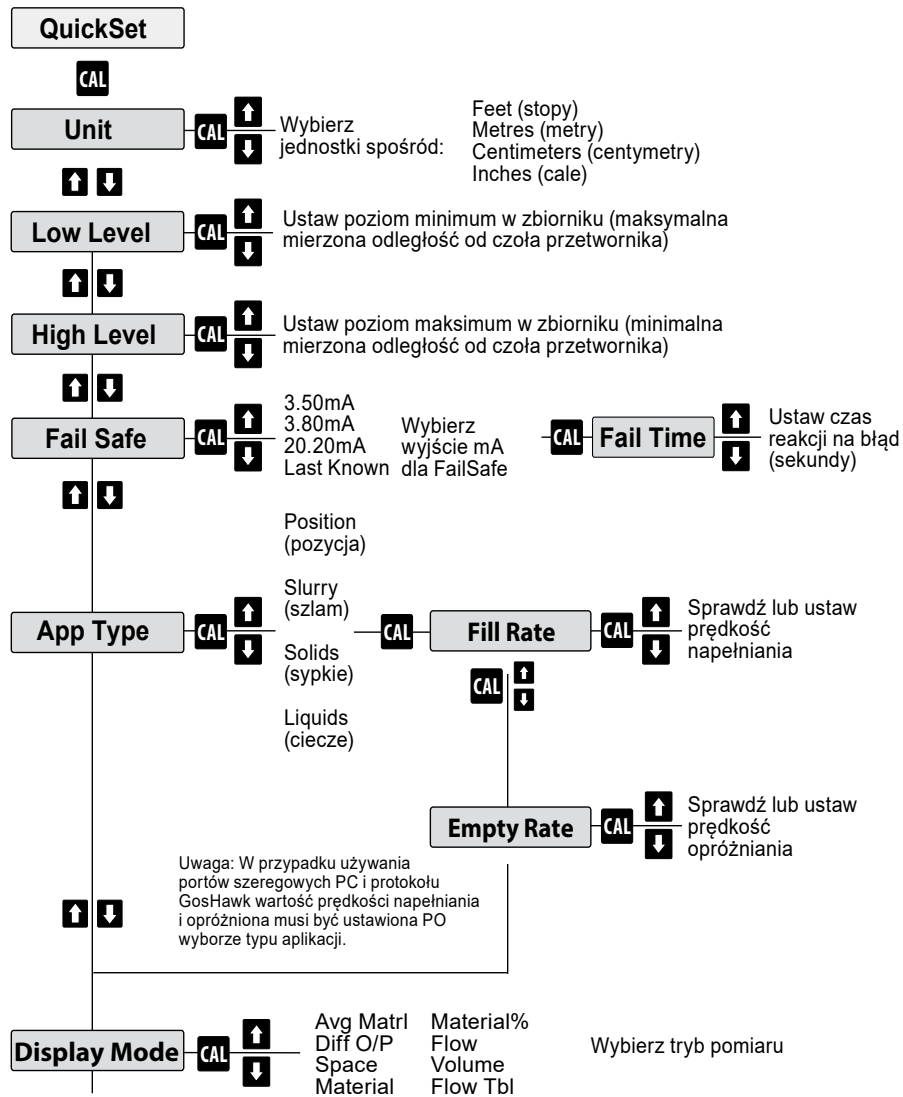 QuickSet
CAL
Unit
CAL
Wybierz
jednostki spośród:
Feet (stopy)
Metres (metry)
Centimeters (centymetry)
Inches (cale)
Low Level
CAL
Ustaw poziom minimum w zbiorniku (maksymalna
mierzona odległość od czoła przetwornika)
High Level
CAL
Ustaw poziom maksimum w zbiorniku (minimalna
mierzona odległość od czoła przetwornika)
Fail Safe
CAL
3.50mA
3.80mA
20.20mA
Last Known
Wybierz
wyjście mA
dla FailSafe
CAL
Fail Time
Ustaw czas
reakcji na błąd
(sekundy)
App Type
CAL
Position
(pozycja)
Slurry
(szlam)
Solids
(sypkie)
Liquids
(ciecze)
CAL
Fill Rate
CAL
Sprawdź lub ustaw
prędkość
napełniania
CAL
Empty Rate
CAL
Sprawdź lub ustaw
prędkość
opróżniania
Uwaga: W przypadku używania
portów szeregowych PC i protokołu
GosHawk wartość prędkości napełniania
i opróżniona musi być ustawiona PO
wyborze typu aplikacji.
Display Mode
CAL
Avg Matrl
Diff O/P
Space
Material
Material%
Flow
Volume
Flow Tbl
Wybierz tryb pomiaru